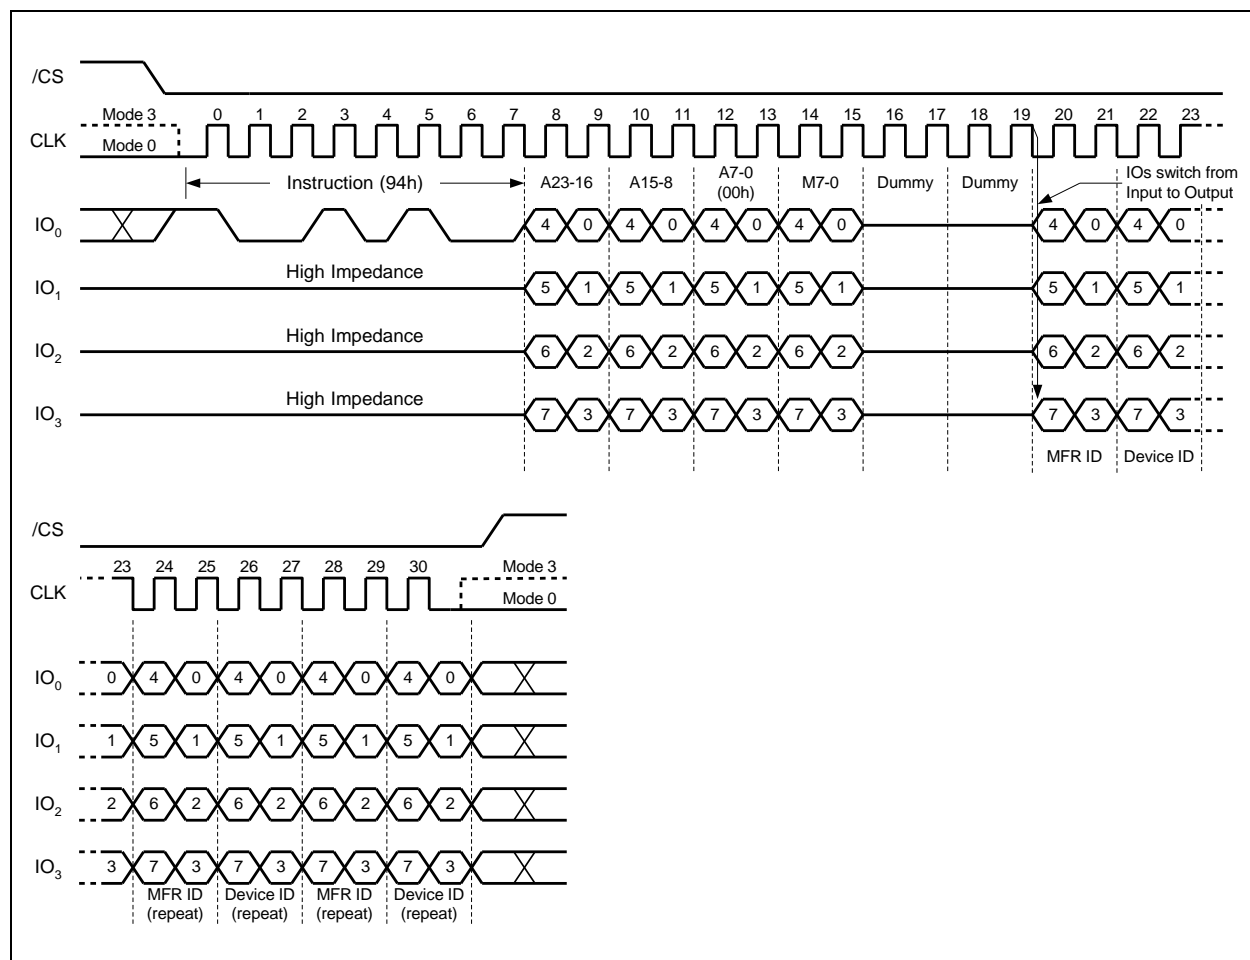 /CS
Mode 3 0 1 2 3 4 5 6 7 8 9 10 11 12 13 14 15 16 17 18 19 20 21 22 23
CLK
Mode 0
Instruction (94h) A23-16 A15-8 A7-0 (00h) M7-0 Dummy Dummy IOs switch from Input to Output
IO0 4 0 4 0 4 0 4 0 4 0 4 0
High Impedance
IO1 5 1 5 1 5 1 5 1 5 1 5 1
High Impedance
IO2 6 2 6 2 6 2 6 2 6 2 6 2
High Impedance
IO3 7 3 7 3 7 3 7 3 7 3 7 3
MFR ID Device ID
/CS
23 24 25 26 27 28 29 30 Mode 3
CLK
Mode 0
IO0 0 4 0 4 0 4 0 4 0
IO1 1 5 1 5 1 5 1 5 1
IO2 2 6 2 6 2 6 2 6 2
IO3 3 7 3 7 3 7 3 7 3
MFR ID Device ID MFR ID Device ID
(repeat) (repeat) (repeat) (repeat)